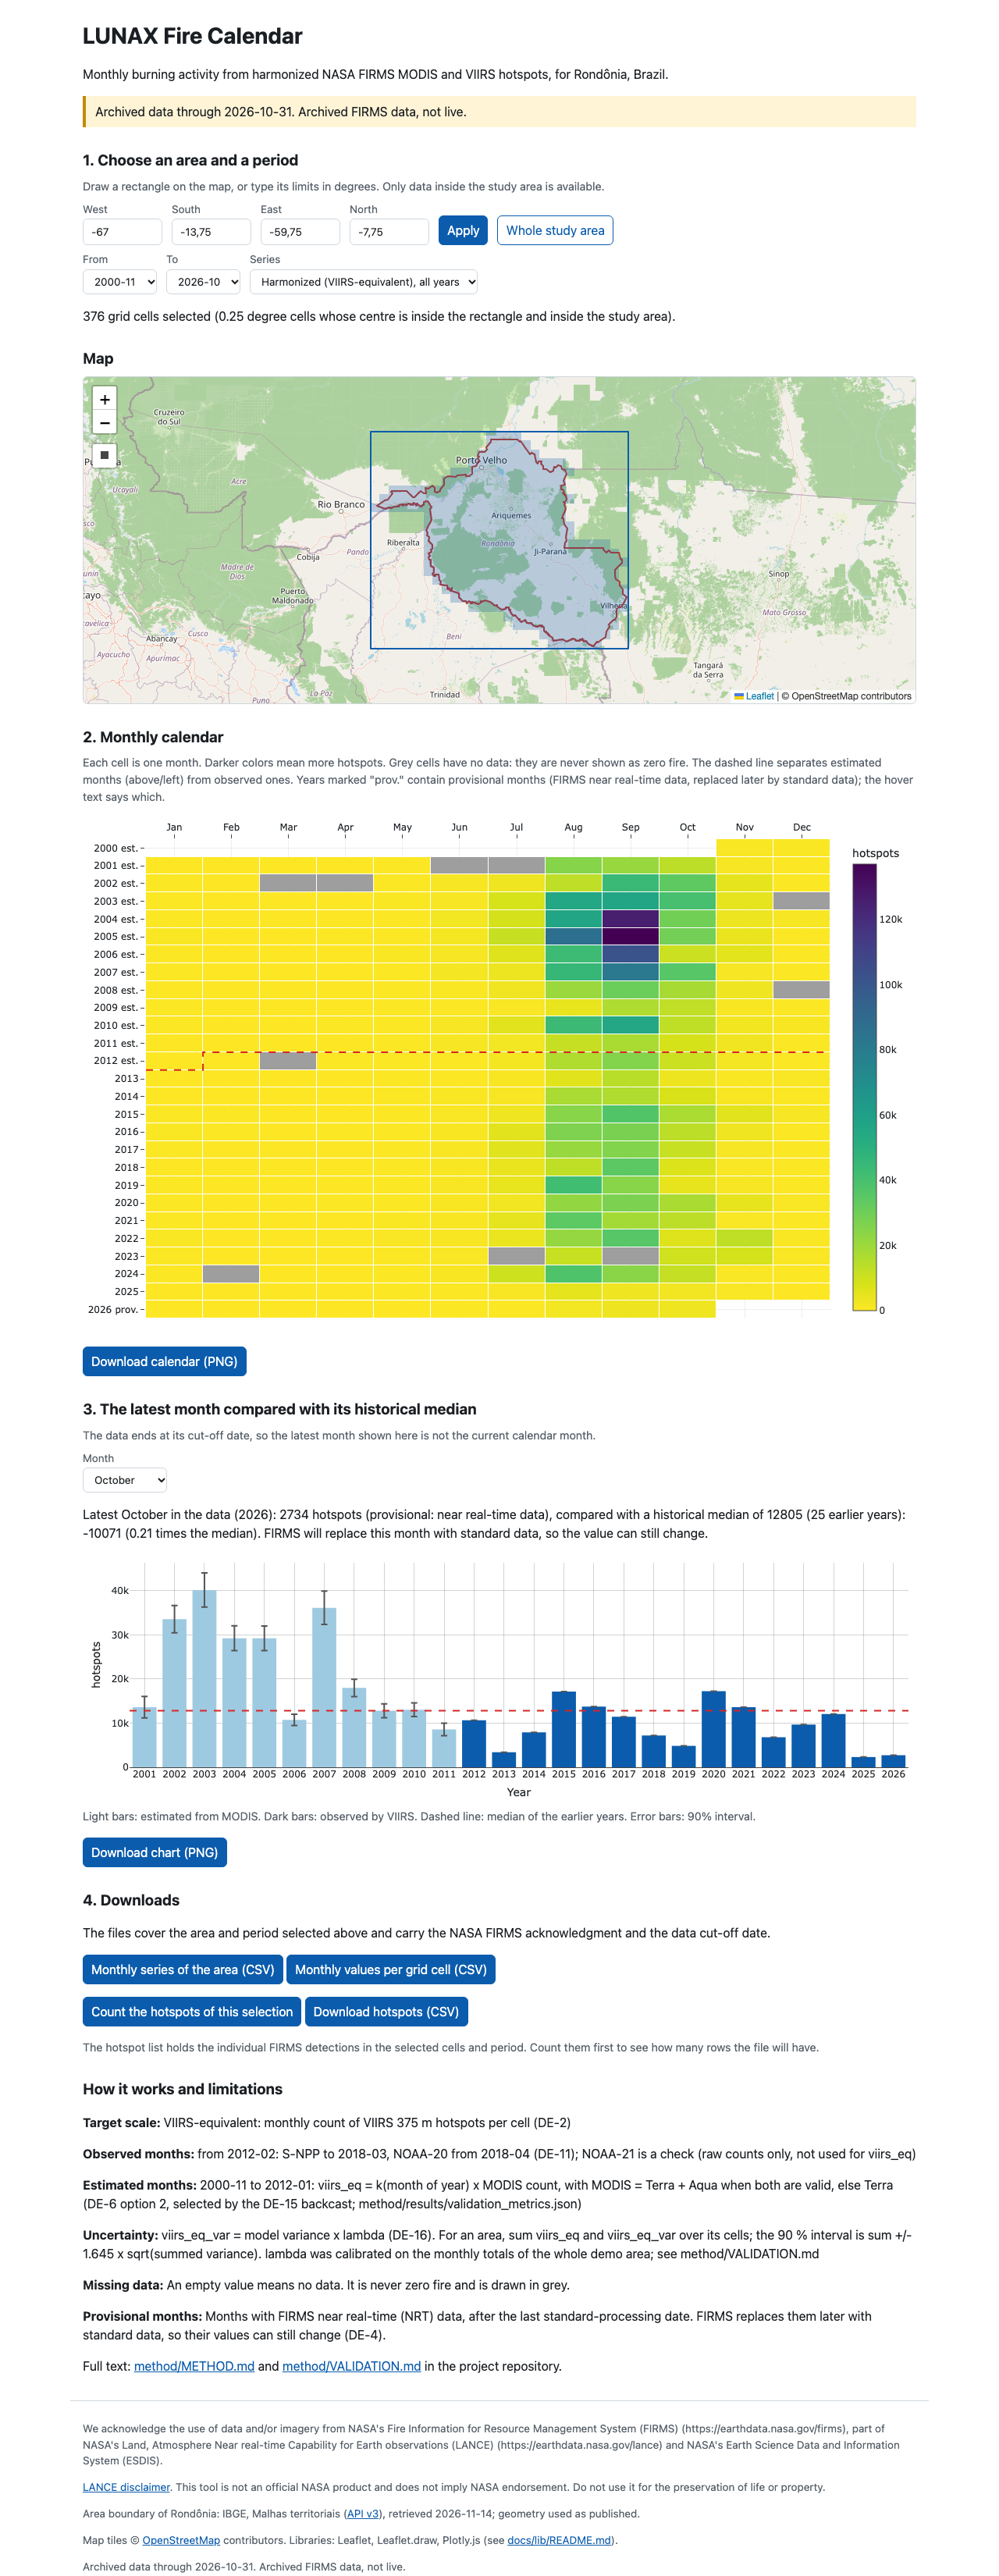 LUNAX Fire Calendar
Monthly burning activity from harmonized NASA FIRMS MODIS and VIIRS hotspots, for Rondônia, Brazil.
Archived data through 2026-10-31. Archived FIRMS data, not live.
1. Choose an area and a period
Draw a rectangle on the map, or type its limits in degrees. Only data inside the study area is available.
West South East North
-67 -13,75 -59,75 -7,75 Apply Whole study area
From To Series
2000-11 2026-10 Harmonized (VIIRS-equivalent), all years
376 grid cells selected (0.25 degree cells whose centre is inside the rectangle and inside the study area).
Map
+
−
Cruzeiro
do Sul
Ucayali
Acre
Porto Velho
Rio Branco
Ariquemes
Riberalta
Rondônia
Ji-Paraná
Pando
Cobija
Madre de
Dios
Puerto
Maldonado
Sinop
Vilhena
Mato Grosso
Abancay
Cusco
Beni
Ayacucho
Apurímac
Tangará
da Serra
La Paz
Puno
Trinidad
Leaflet | © OpenStreetMap contributors
2. Monthly calendar
Each cell is one month. Darker colors mean more hotspots. Grey cells have no data: they are never shown as zero fire. The dashed line separates estimated
months (above/left) from observed ones. Years marked "prov." contain provisional months (FIRMS near real-time data, replaced later by standard data); the hover
text says which.
Jan Feb Mar Apr May Jun Jul Aug Sep Oct Nov Dec
2000 est.
2001 est.
2002 est.
2003 est.
2004 est.
2005 est.
2006 est.
2007 est.
2008 est.
2009 est.
2010 est.
2011 est.
2012 est.
2013
2014
2015
2016
2017
2018
2019
2020
2021
2022
2023
2024
2025
2026 prov.
hotspots
120k
100k
80k
60k
40k
20k
0
Download calendar (PNG)
3. The latest month compared with its historical median
The data ends at its cut-off date, so the latest month shown here is not the current calendar month.
Month
October
Latest October in the data (2026): 2734 hotspots (provisional: near real-time data), compared with a historical median of 12805 (25 earlier years):
-10071 (0.21 times the median). FIRMS will replace this month with standard data, so the value can still change.
40k
30k
20k
10k
0
hotspots
2001 2002 2003 2004 2005 2006 2007 2008 2009 2010 2011 2012 2013 2014 2015 2016 2017 2018 2019 2020 2021 2022 2023 2024 2025 2026
Year
Light bars: estimated from MODIS. Dark bars: observed by VIIRS. Dashed line: median of the earlier years. Error bars: 90% interval.
Download chart (PNG)
4. Downloads
The files cover the area and period selected above and carry the NASA FIRMS acknowledgment and the data cut-off date.
Monthly series of the area (CSV) Monthly values per grid cell (CSV)
Count the hotspots of this selection Download hotspots (CSV)
The hotspot list holds the individual FIRMS detections in the selected cells and period. Count them first to see how many rows the file will have.
How it works and limitations
Target scale: VIIRS-equivalent: monthly count of VIIRS 375 m hotspots per cell (DE-2)
Observed months: from 2012-02: S-NPP to 2018-03, NOAA-20 from 2018-04 (DE-11); NOAA-21 is a check (raw counts only, not used for viirs_eq)
Estimated months: 2000-11 to 2012-01: viirs_eq = k(month of year) x MODIS count, with MODIS = Terra + Aqua when both are valid, else Terra
(DE-6 option 2, selected by the DE-15 backcast; method/results/validation_metrics.json)
Uncertainty: viirs_eq_var = model variance x lambda (DE-16). For an area, sum viirs_eq and viirs_eq_var over its cells; the 90 % interval is sum +/-
1.645 x sqrt(summed variance). lambda was calibrated on the monthly totals of the whole demo area; see method/VALIDATION.md
Missing data: An empty value means no data. It is never zero fire and is drawn in grey.
Provisional months: Months with FIRMS near real-time (NRT) data, after the last standard-processing date. FIRMS replaces them later with
standard data, so their values can still change (DE-4).
Full text: method/METHOD.md and method/VALIDATION.md in the project repository.
We acknowledge the use of data and/or imagery from NASA's Fire Information for Resource Management System (FIRMS) (https://earthdata.nasa.gov/firms), part of
NASA's Land, Atmosphere Near real-time Capability for Earth observations (LANCE) (https://earthdata.nasa.gov/lance) and NASA's Earth Science Data and Information
System (ESDIS).
LANCE disclaimer. This tool is not an official NASA product and does not imply NASA endorsement. Do not use it for the preservation of life or property.
Area boundary of Rondônia: IBGE, Malhas territoriais (API v3), retrieved 2026-11-14; geometry used as published.
Map tiles © OpenStreetMap contributors. Libraries: Leaflet, Leaflet.draw, Plotly.js (see docs/lib/README.md).
Archived data through 2026-10-31. Archived FIRMS data, not live.